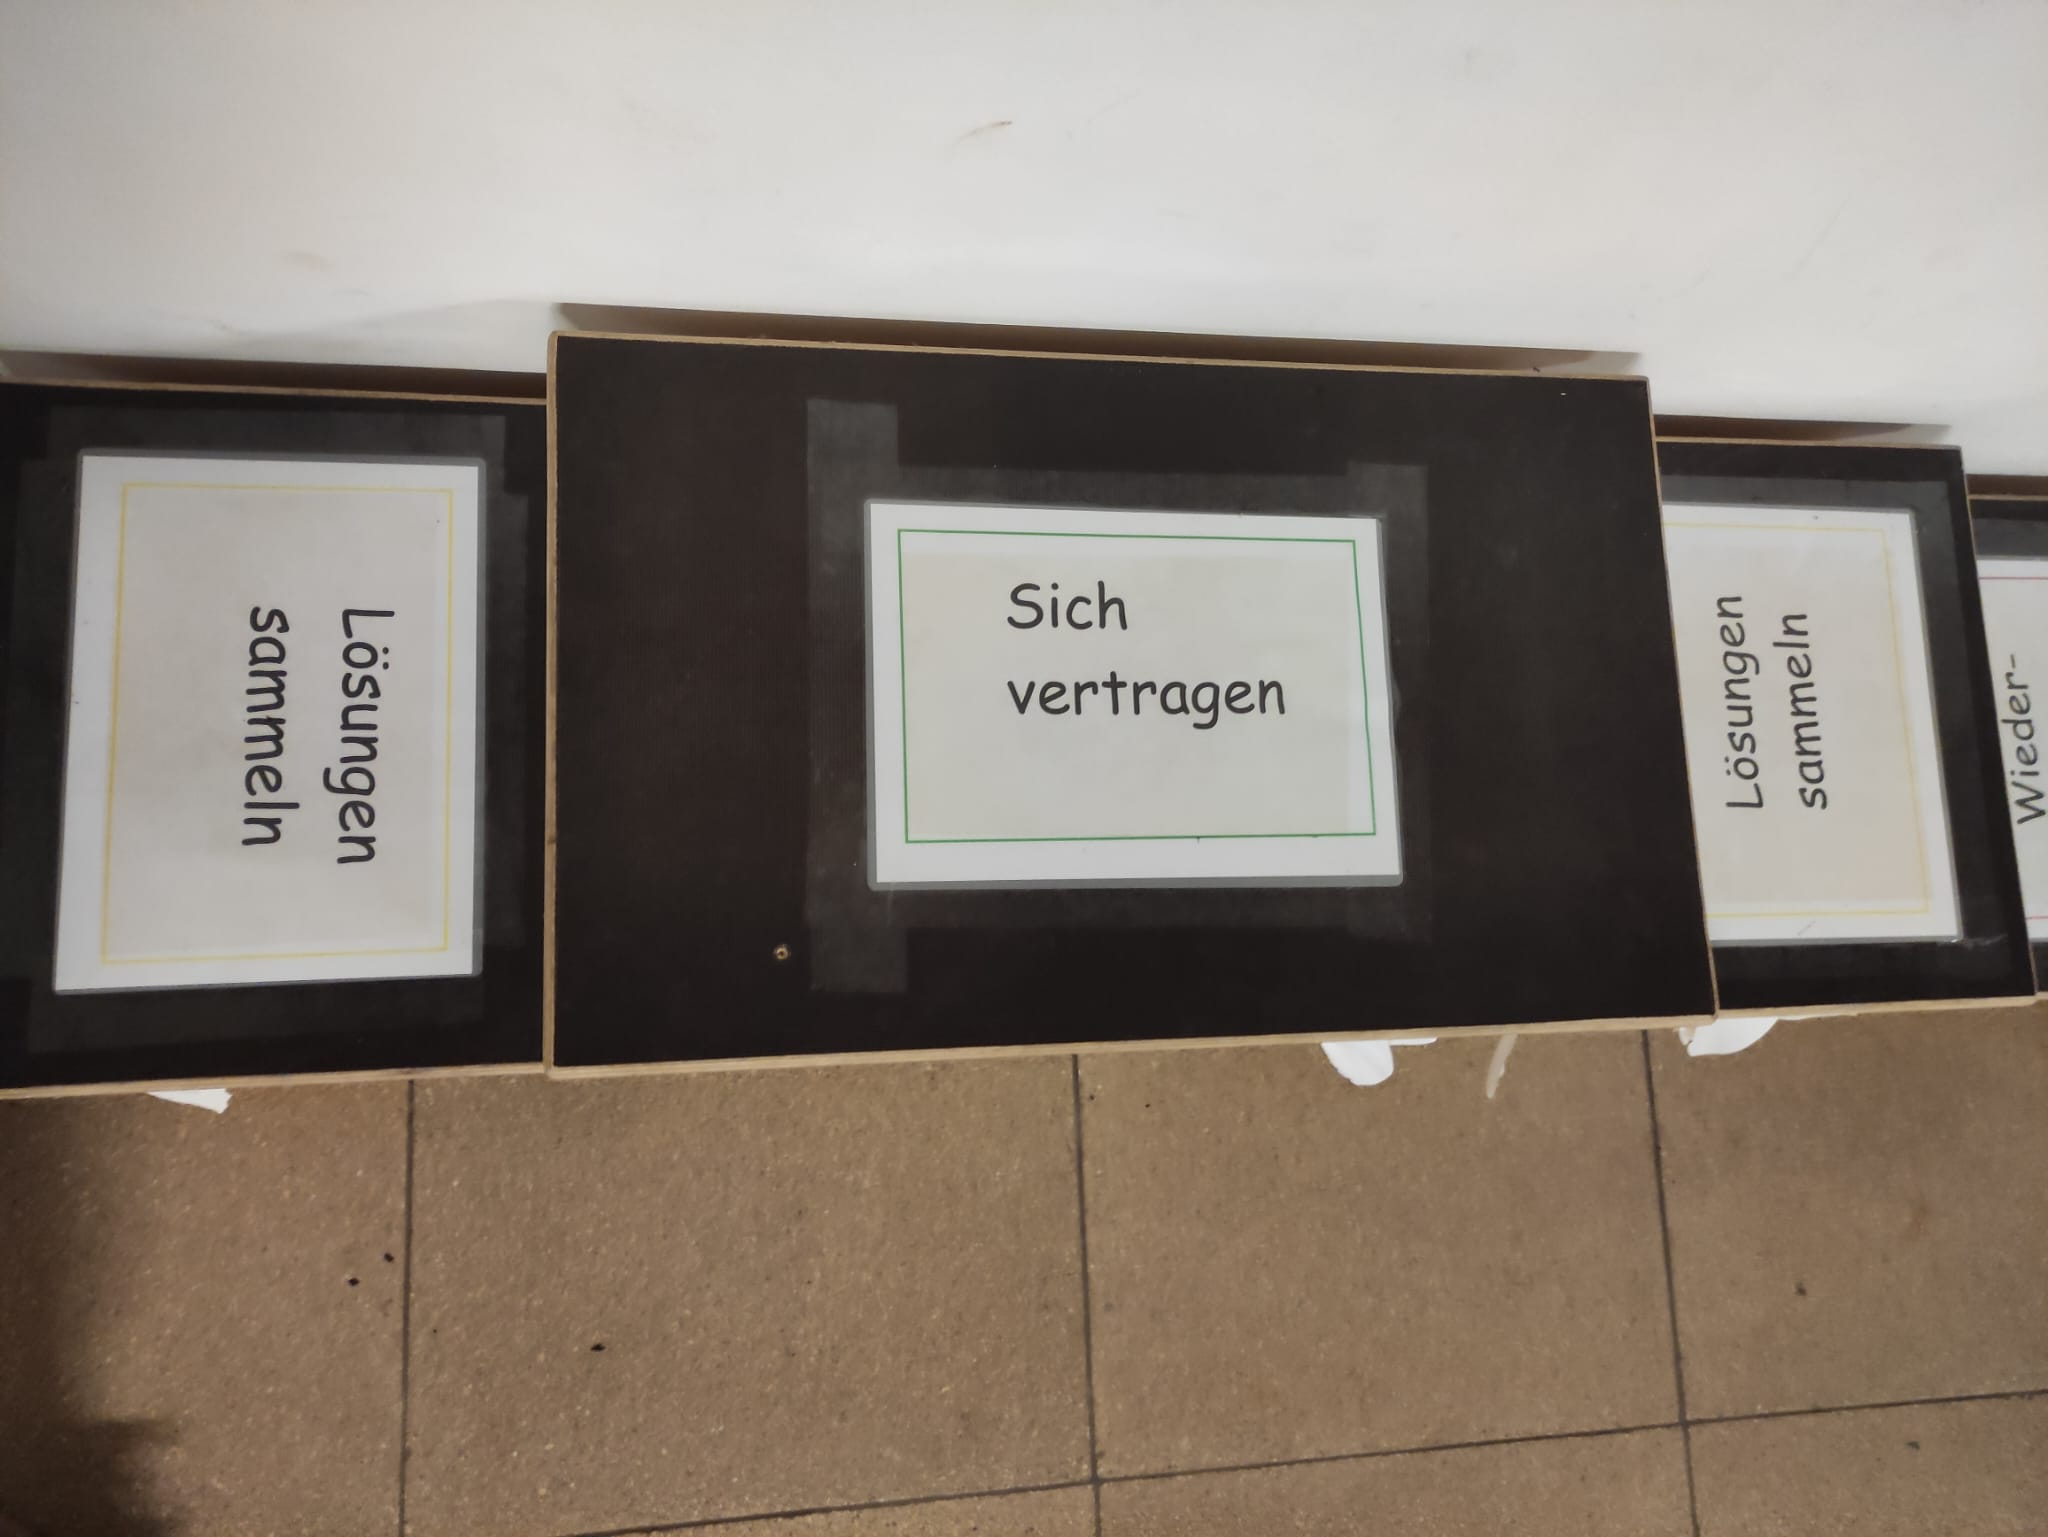 Lösungen
sammeln
Sich
vertragen
Lösungen
sammeln
Wieder-